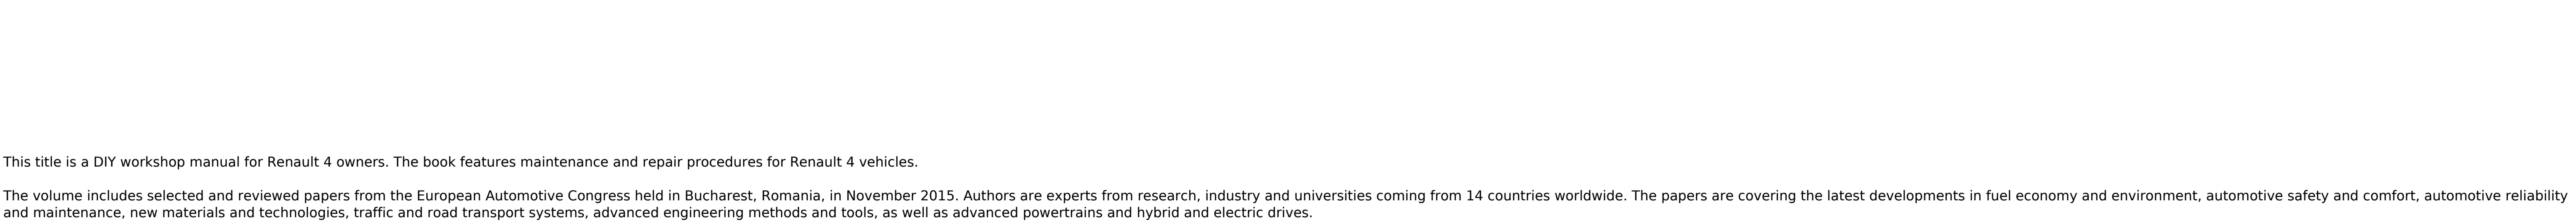 This title is a DIY workshop manual for Renault 4 owners. The book features maintenance and repair procedures for Renault 4 vehicles.
The volume includes selected and reviewed papers from the European Automotive Congress held in Bucharest, Romania, in November 2015. Authors are experts from research, industry and universities coming from 14 countries worldwide. The papers are covering the latest developments in fuel economy and environment, automotive safety and comfort, automotive reliability
and maintenance, new materials and technologies, traffic and road transport systems, advanced engineering methods and tools, as well as advanced powertrains and hybrid and electric drives.